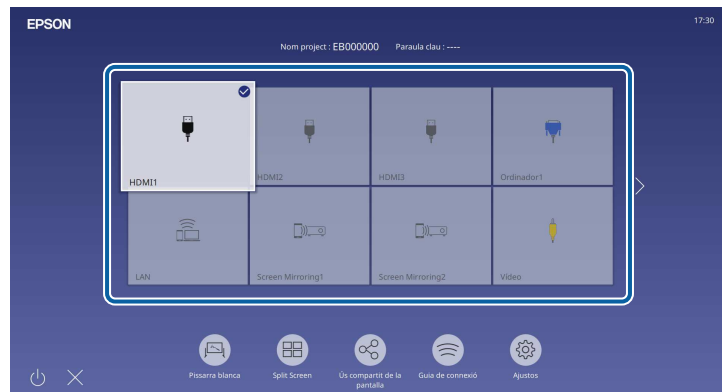 EPSON
17:30
Nom project : EB000000 Paraula clau : ----
HDMI1
HDMI2
HDMI3
Ordinador1
LAN
Screen Mirroring1
Screen Mirroring2
Vídeo
Pissarra blanca
Split Screen
Ús compartit de la
pantalla
Guia de connexió
Ajustos